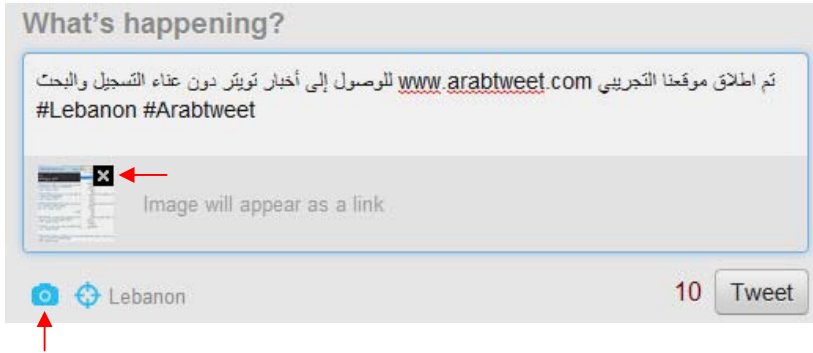 What's happening?
تم اطلاق موقعنا التجريبي www.arabtweet.com للوصول إلى أخبار تويتر دون عناء التسجيل والبحث
#Lebanon #Arabtweet
Image will appear as a link
Lebanon
10 Tweet